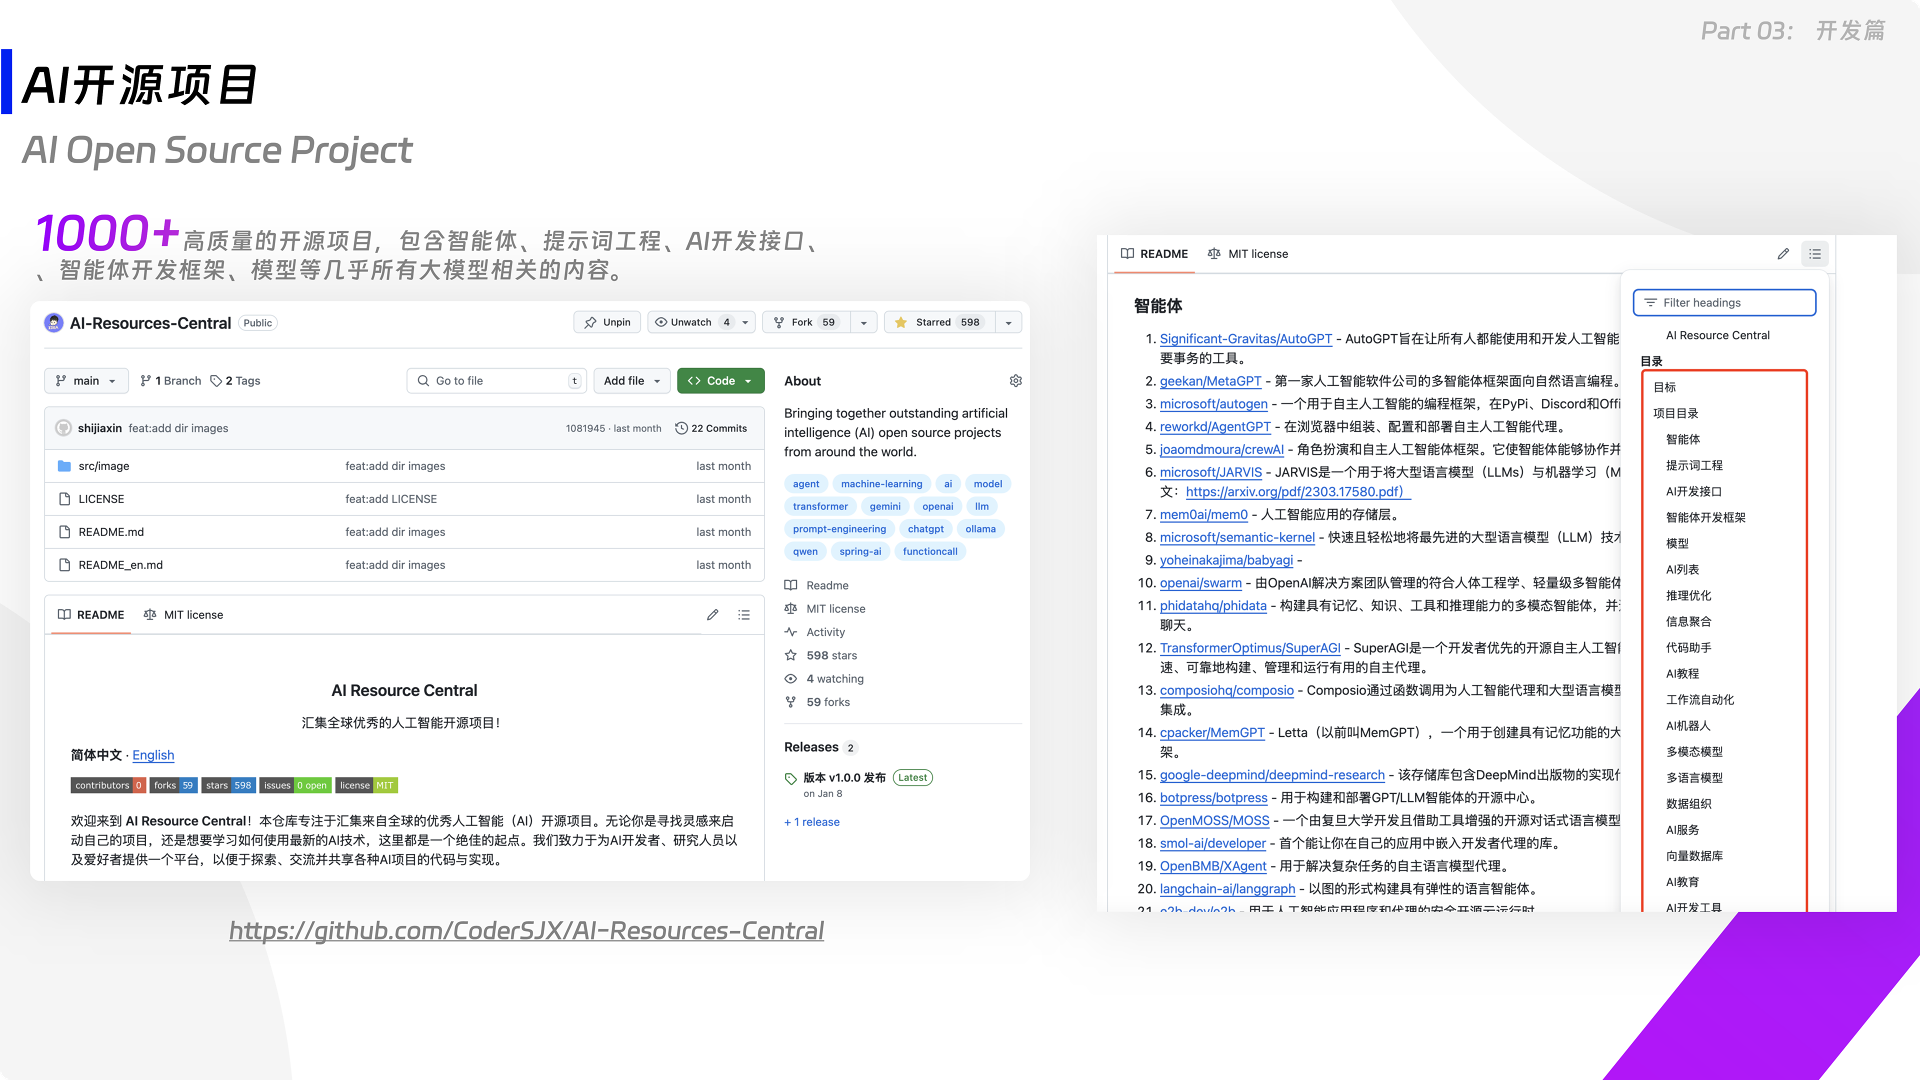 Part 03: 开发篇
AI开源项目
AI Open Source Project
1000+高质量的开源项目，包含智能体、提示词工程、AI开发接口、
、智能体开发框架、模型等几乎所有大模型相关的内容。
AI-Resources-Central Public
Unpin Unwatch 4 Fork 59 Starred 598
main 1 Branch 2 Tags Go to file t Add file Code
shijiaxin feat:add dir images 1081945 · last month 22 Commits
src/image feat:add dir images last month
LICENSE feat:add LICENSE last month
README.md feat:add dir images last month
README_en.md feat:add dir images last month
README MIT license
AI Resource Central
汇集全球优秀的人工智能开源项目！
简体中文 · English
contributors 0 forks 59 stars 598 issues 0 open license MIT
欢迎来到 AI Resource Central！本仓库专注于汇集来自全球的优秀人工智能（AI）开源项目。无论你是寻找灵感来启
动自己的项目，还是想要学习如何使用最新的AI技术，这里都是一个绝佳的起点。我们致力于为AI开发者、研究人员以
及爱好者提供一个平台，以便于探索、交流并共享各种AI项目的代码与实现。
About
Bringing together outstanding artificial
intelligence (AI) open source projects
from around the world.
agent machine-learning ai model
transformer gemini openai llm
prompt-engineering chatgpt ollama
qwen spring-ai functioncall
Readme
MIT license
Activity
598 stars
4 watching
59 forks
Releases 2
版本 v1.0.0 发布 Latest
on Jan 8
+ 1 release
https://github.com/CoderSJX/AI-Resources-Central
README MIT license
智能体
1. Significant-Gravitas/AutoGPT - AutoGPT旨在让所有人都能使用和开发人工智能
要事务的工具。
2. geekan/MetaGPT - 第一家人工智能软件公司的多智能体框架面向自然语言编程。
3. microsoft/autogen - 一个用于自主人工智能的编程框架，在PyPi、Discord和Offi
4. reworkd/AgentGPT - 在浏览器中组装、配置和部署自主人工智能代理。
5. joaomdmoura/crewAI - 角色扮演和自主人工智能体框架。它使智能体能够协作并
6. microsoft/JARVIS - JARVIS是一个用于将大型语言模型（LLMs）与机器学习（M
文：https://arxiv.org/pdf/2303.17580.pdf）
7. mem0ai/mem0 - 人工智能应用的存储层。
8. microsoft/semantic-kernel - 快速且轻松地将最先进的大型语言模型（LLM）技术
9. yoheinakajima/babyagi -
10. openai/swarm - 由OpenAI解决方案团队管理的符合人体工程学、轻量级多智能体
11. phidatahq/phidata - 构建具有记忆、知识、工具和推理能力的多模态智能体，并
聊天。
12. TransformerOptimus/SuperAGI - SuperAGI是一个开发者优先的开源自主人工智能
速、可靠地构建、管理和运行有用的自主代理。
13. composiohq/composio - Composio通过函数调用为人工智能代理和大型语言模型
集成。
14. cpacker/MemGPT - Letta（以前叫MemGPT），一个用于创建具有记忆功能的大
架。
15. google-deepmind/deepmind-research - 该存储库包含DeepMind出版物的实现
16. botpress/botpress - 用于构建和部署GPT/LLM智能体的开源中心。
17. OpenMOSS/MOSS - 一个由复旦大学开发且借助工具增强的开源对话式语言模型
18. smol-ai/developer - 首个能让你在自己的应用中嵌入开发者代理的库。
19. OpenBMB/XAgent - 用于解决复杂任务的自主语言模型代理。
20. langchain-ai/langgraph - 以图的形式构建具有弹性的语言智能体。
21. e2b-dev/e2b - 用于人工智能应用程序和代理的安全开源云运行时
Filter headings
AI Resource Central
目录
目标
项目目录
智能体
提示词工程
AI开发接口
智能体开发框架
模型
AI列表
推理优化
信息聚合
代码助手
AI教程
工作流自动化
AI机器人
多模态模型
多语言模型
数据组织
AI服务
向量数据库
AI教育
AI开发工具